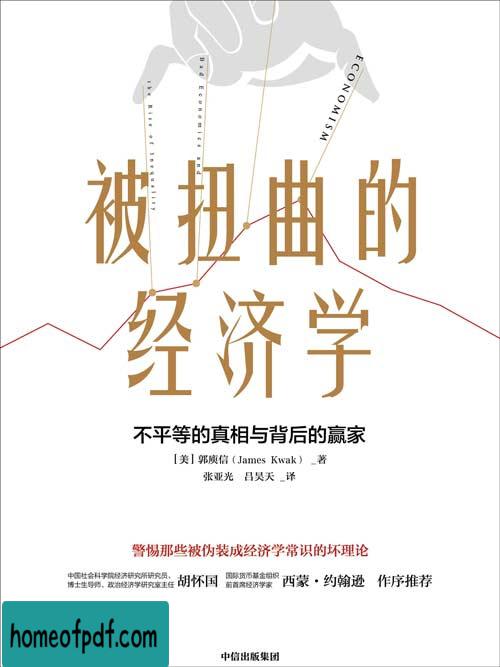 ECONOMISM
Bad Economics and
the Rise of Inequality
被扭曲的
经济学
不平等的真相与背后的赢家
[美] 郭庾信 (James Kwak) _著
张亚光 吕昊天 _译
警惕那些被伪装成经济学常识的坏理论
中国社会科学院经济研究所研究员、
博士生导师、政治经济学研究室主任 胡怀国
国际货币基金组织
前首席经济学家 西蒙·约翰逊 作序推荐
homeofpdf.com
中信出版集团